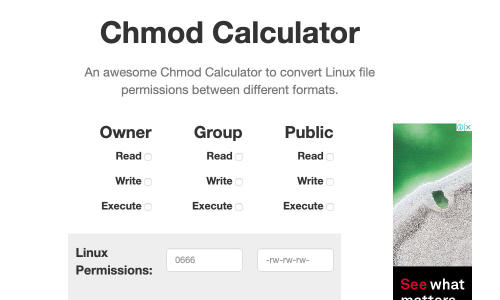 Chmod Calculator
An awesome Chmod Calculator to convert Linux file
permissions between different formats.
Owner Group Public
Read Read Read
Write Write Write
Execute Execute Execute
Linux
Permissions:
0666 -rw-rw-rw-
See what
matters